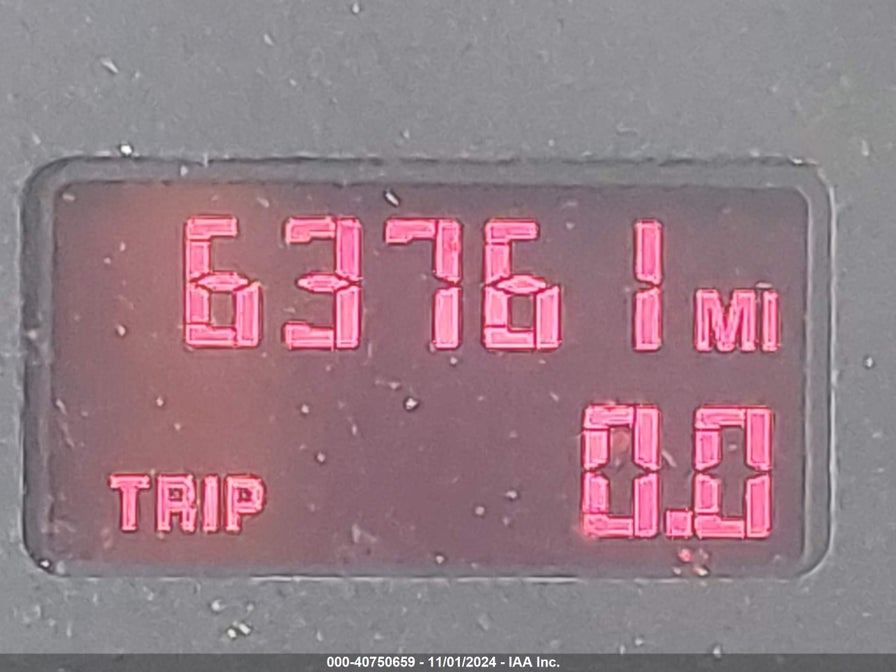 63761 MI
TRIP 0.0
000-40750659 - 11/01/2024 - IAA Inc.